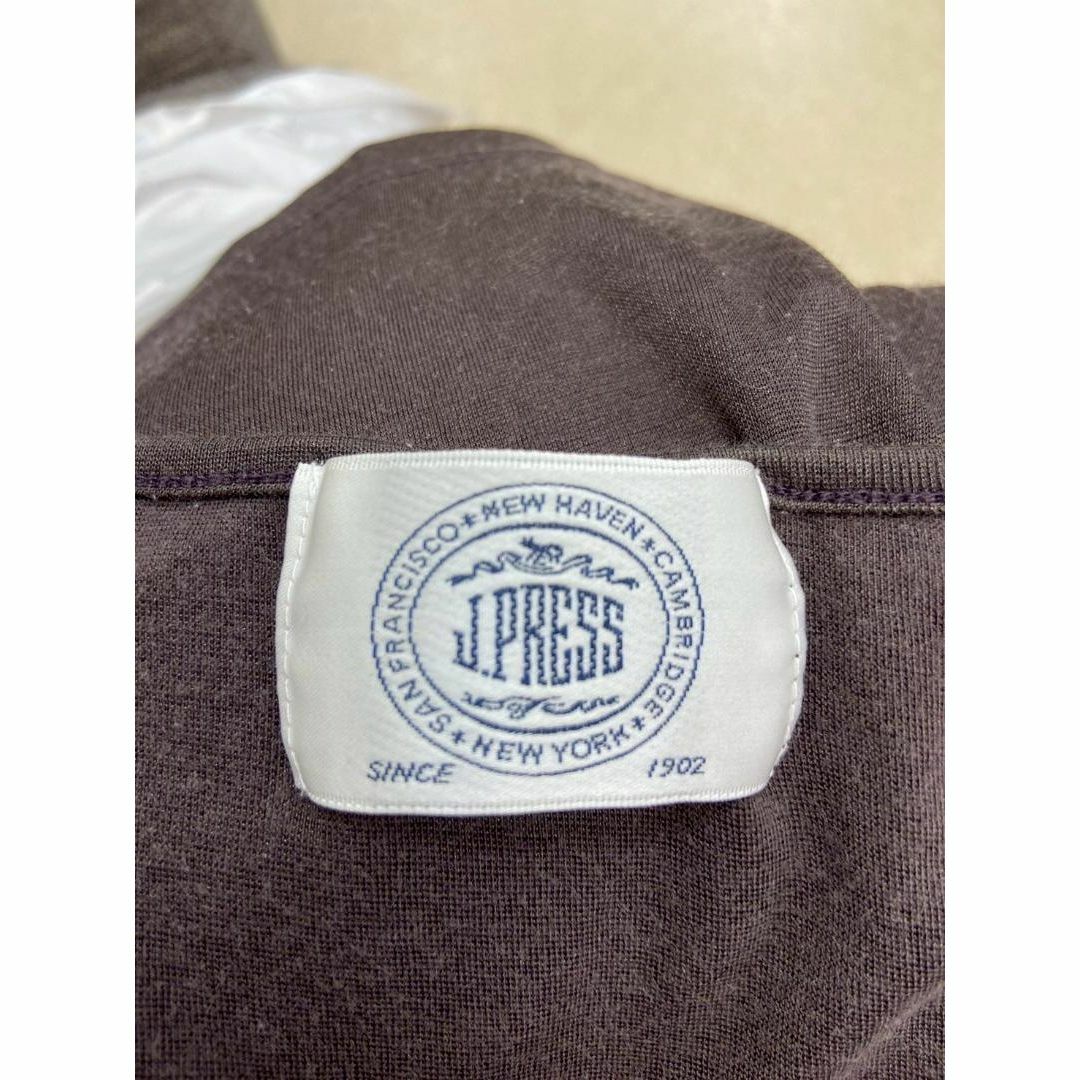 SAN FRANCISCO★NEW HAVEN★CAMBRIDGE★NEW YORK★
J.PRESS
SINCE 1902